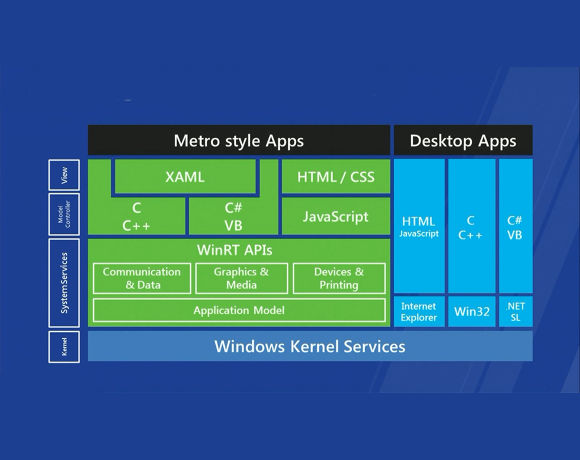 Metro style Apps
Desktop Apps
View
XAML
HTML / CSS
Model
Controller
C
C++
C#
VB
JavaScript
HTML
JavaScript
C
C++
C#
VB
System Services
WinRT APIs
Communication
& Data
Graphics &
Media
Devices &
Printing
Application Model
Internet
Explorer
Win32
.NET
SL
Kernel
Windows Kernel Services